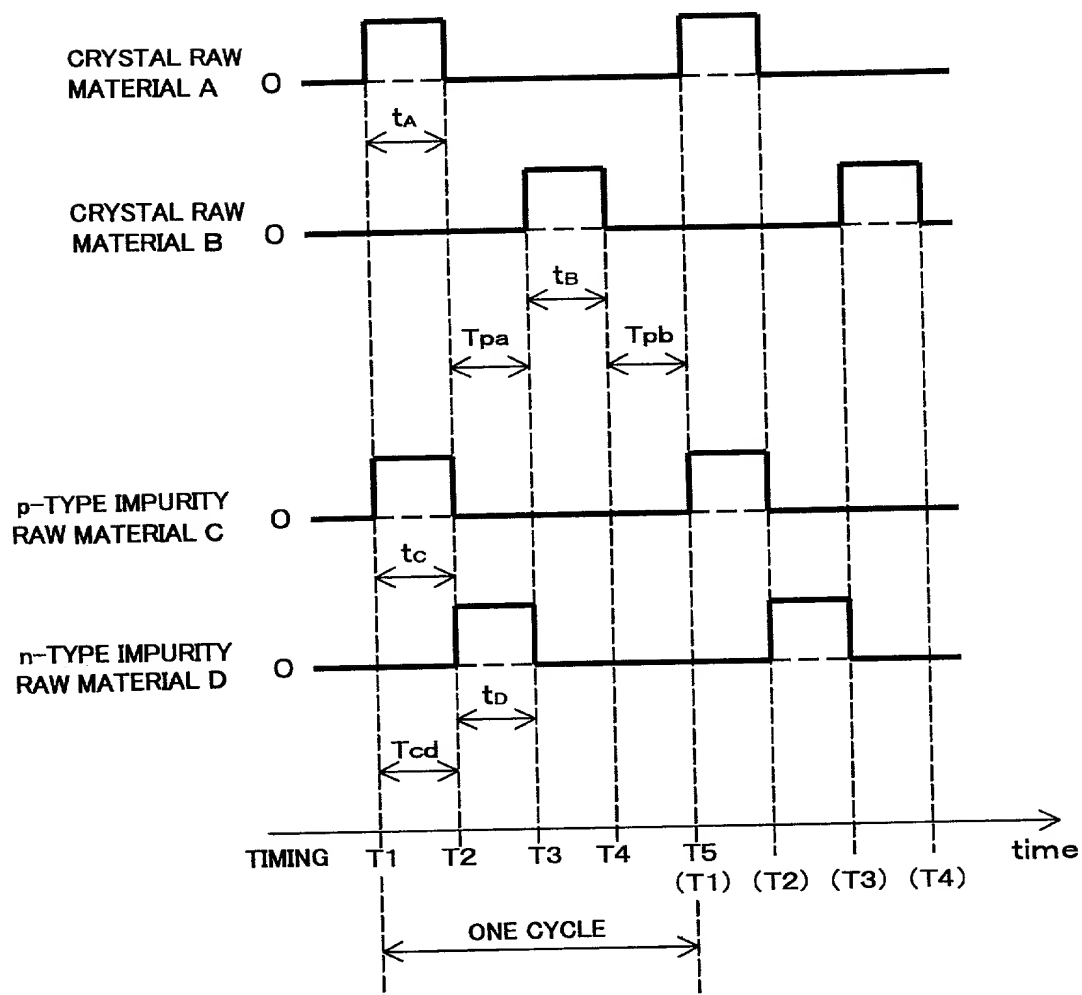 CRYSTAL RAW
MATERIAL A
O
tA
CRYSTAL RAW
MATERIAL B
O
tB
Tpa
Tpb
p-TYPE IMPURITY
RAW MATERIAL C
O
tC
n-TYPE IMPURITY
RAW MATERIAL D
O
tD
Tcd
TIMING T1 T2 T3 T4 T5 time
(T1) (T2) (T3) (T4)
ONE CYCLE